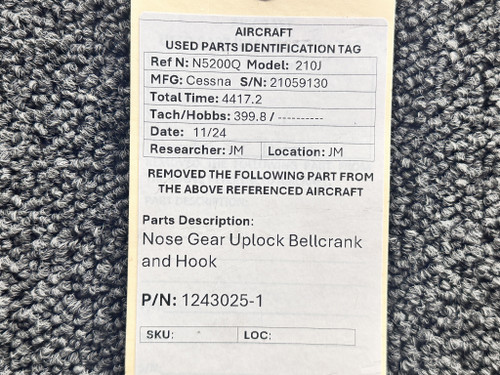 AIRCRAFT
USED PARTS IDENTIFICATION TAG
Ref N: N5200Q Model: 210J
MFG: Cessna S/N: 21059130
Total Time: 4417.2
Tach/Hobbs: 399.8 / ----------
Date: 11/24
Researcher: JM Location: JM
REMOVED THE FOLLOWING PART FROM
THE ABOVE REFERENCED AIRCRAFT
Parts Description:
Nose Gear Uplock Bellcrank
and Hook
P/N: 1243025-1
SKU: LOC: